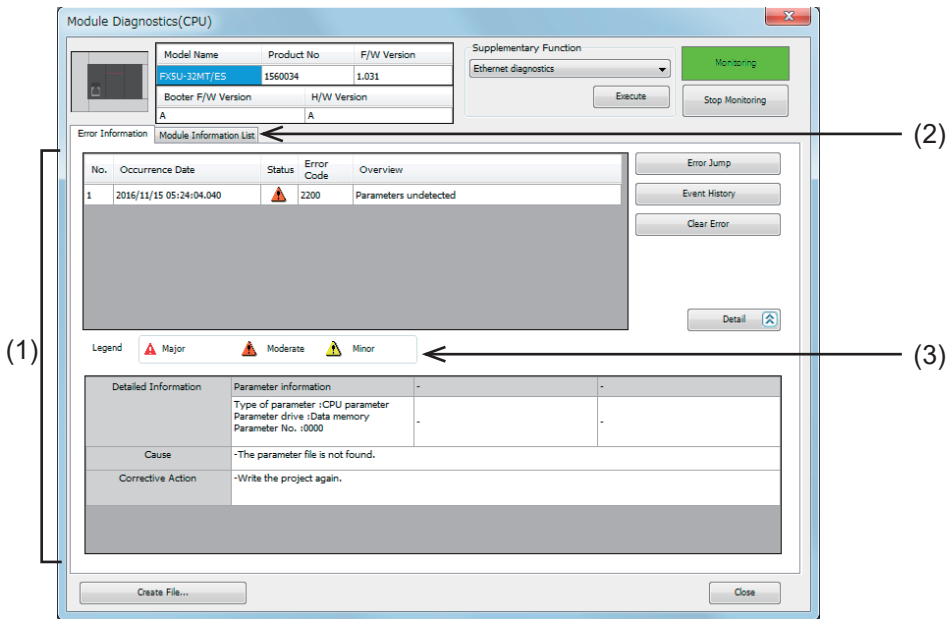 Module Diagnostics(CPU)
Model Name Product No F/W Version
FX5U-32MT/ES 1560034 1.031
Booter F/W Version H/W Version
A A
Supplementary Function
Ethernet diagnostics
Execute
Monitoring
Stop Monitoring
Error Information Module Information List
(2)
No. Occurrence Date Status Error Code Overview
1 2016/11/15 05:24:04.040 2200 Parameters undetected
Error Jump
Event History
Clear Error
Detail
(1)
Legend Major Moderate Minor
(3)
Detailed Information Parameter information - -
Type of parameter :CPU parameter
Parameter drive :Data memory
Parameter No. :0000
- -
Cause -The parameter file is not found.
Corrective Action -Write the project again.
Create File... Close